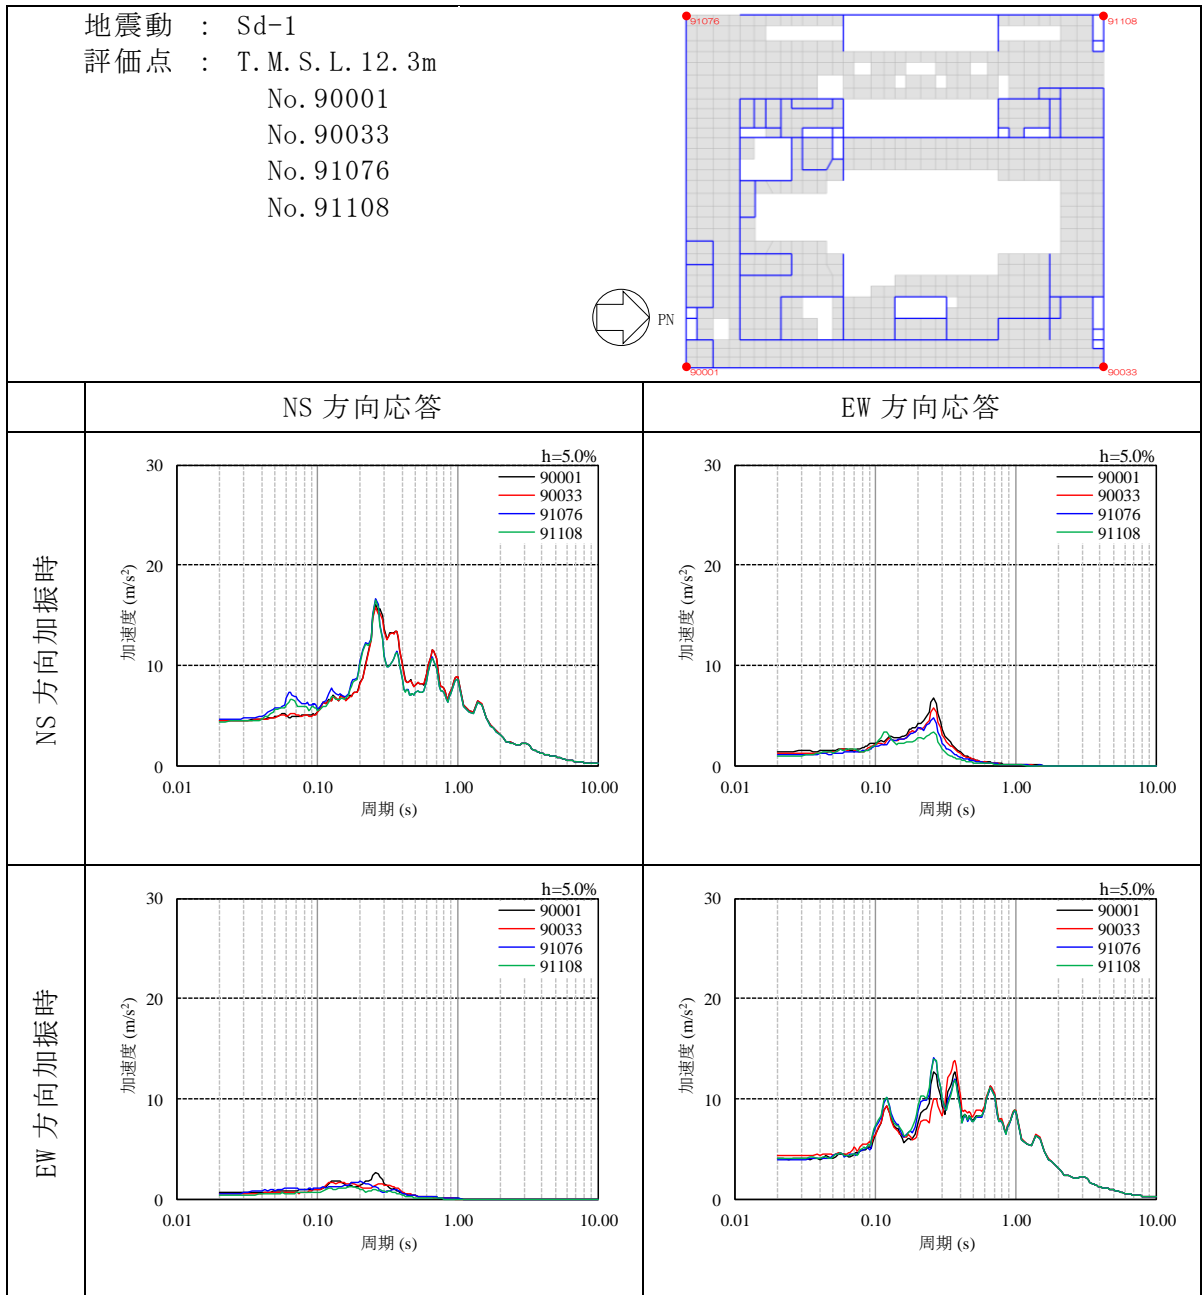 地震動 : Sd-1
評価点 : T.M.S.L.12.3m
No.90001
No.90033
No.91076
No.91108
91076
91108
PN
90001
90033
NS 方向応答
EW 方向応答
NS 方向加振時
h=5.0%
90001
90033
91076
91108
加速度 (m/s²)
30
20
10
0
0.01
0.10
1.00
10.00
周期 (s)
h=5.0%
90001
90033
91076
91108
加速度 (m/s²)
30
20
10
0
0.01
0.10
1.00
10.00
周期 (s)
EW 方向加振時
h=5.0%
90001
90033
91076
91108
加速度 (m/s²)
30
20
10
0
0.01
0.10
1.00
10.00
周期 (s)
h=5.0%
90001
90033
91076
91108
加速度 (m/s²)
30
20
10
0
0.01
0.10
1.00
10.00
周期 (s)